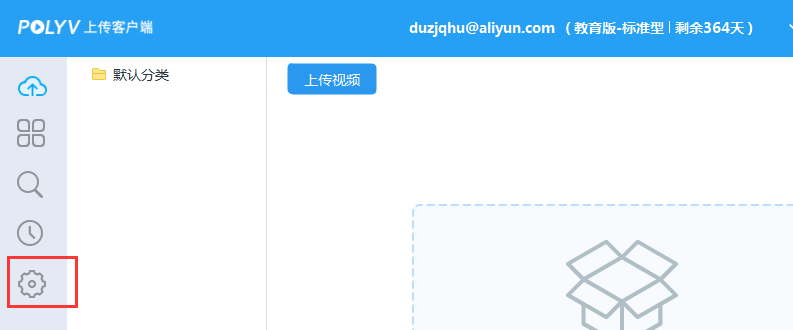 POLYV 上传客户端
duzjqhu@aliyun.com （ 教育版-标准型 | 剩余364天 ）
默认分类
上传视频